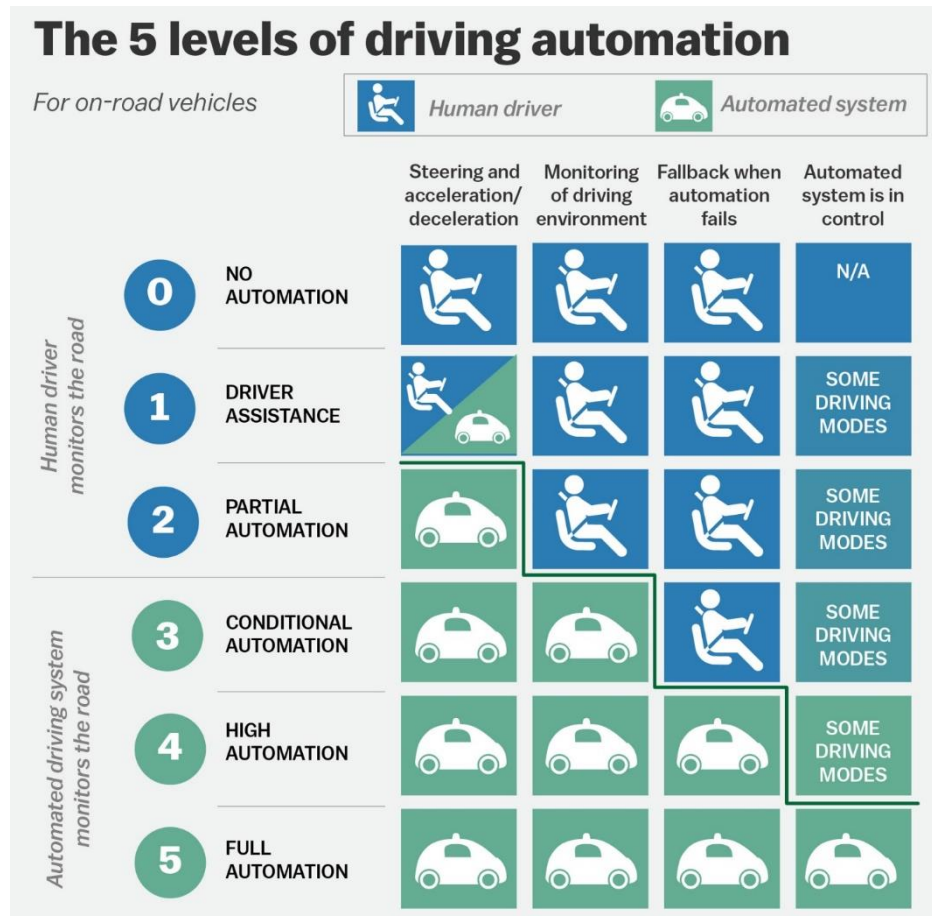 The 5 levels of driving automation
For on-road vehicles
Human driver
Automated system
Steering and
acceleration/
deceleration
Monitoring
of driving
environment
Fallback when
automation
fails
Automated
system is in
control
Human driver
monitors the road
0
NO
AUTOMATION
N/A
1
DRIVER
ASSISTANCE
SOME
DRIVING
MODES
2
PARTIAL
AUTOMATION
SOME
DRIVING
MODES
Automated driving system
monitors the road
3
CONDITIONAL
AUTOMATION
SOME
DRIVING
MODES
4
HIGH
AUTOMATION
SOME
DRIVING
MODES
5
FULL
AUTOMATION